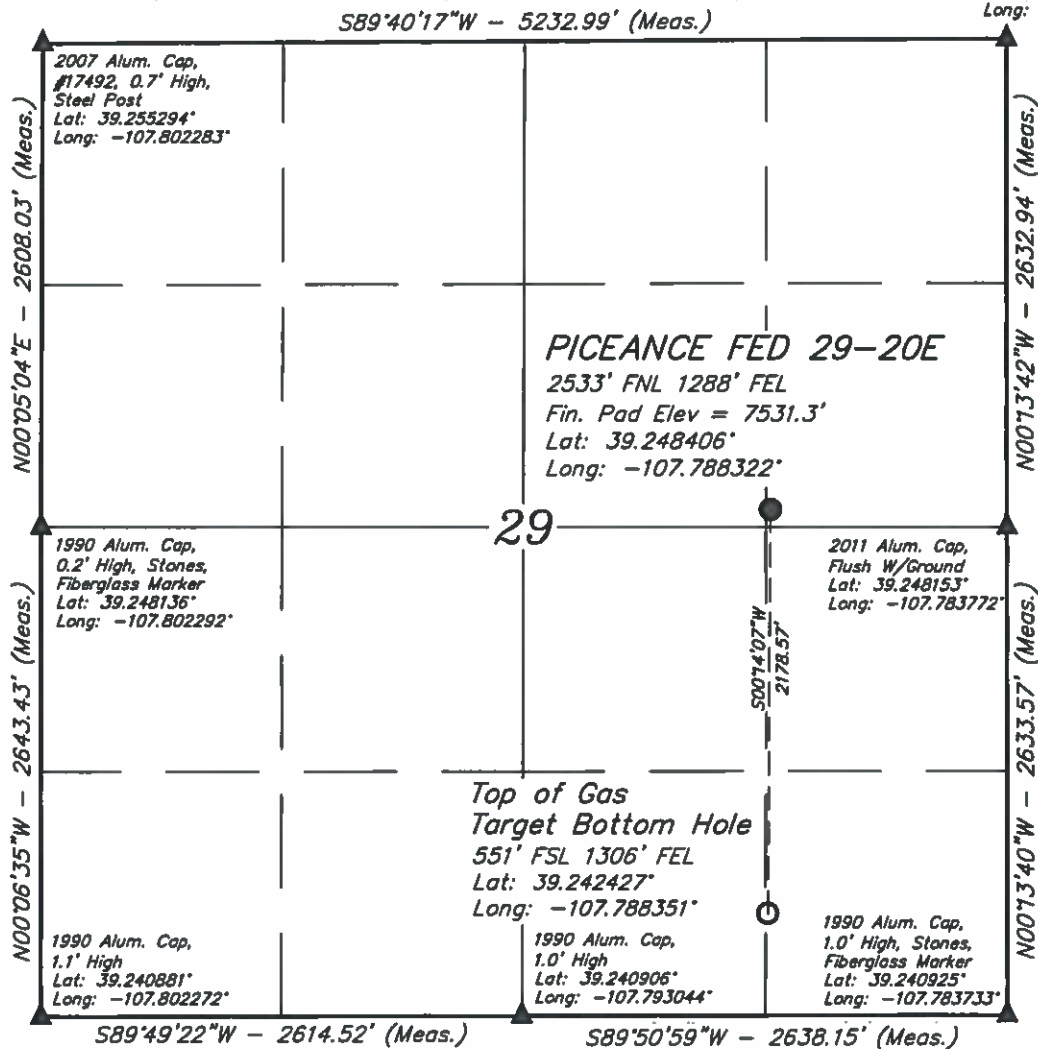 Long:
S89°40'17"W - 5232.99' (Meas.)
2007 Alum. Cap,
#17492, 0.7' High,
Steel Post
Lat: 39.255294°
Long: -107.802283°
N00°05'04"E - 2608.03' (Meas.)
N00°13'42"W - 2632.94' (Meas.)
PICEANCE FED 29-20E
2533' FNL 1288' FEL
Fin. Pad Elev = 7531.3'
Lat: 39.248406°
Long: -107.788322°
29
1990 Alum. Cap,
0.2' High, Stones,
Fiberglass Marker
Lat: 39.248136°
Long: -107.802292°
2011 Alum. Cap,
Flush W/Ground
Lat: 39.248153°
Long: -107.783772°
S00°14'07"W
2178.57'
N00°06'35"W - 2643.43' (Meas.)
N00°13'40"W - 2633.57' (Meas.)
Top of Gas
Target Bottom Hole
551' FSL 1306' FEL
Lat: 39.242427°
Long: -107.788351°
1990 Alum. Cap,
1.1' High
Lat: 39.240881°
Long: -107.802272°
1990 Alum. Cap,
1.0' High
Lat: 39.240906°
Long: -107.793044°
1990 Alum. Cap,
1.0' High, Stones,
Fiberglass Marker
Lat: 39.240925°
Long: -107.783733°
S89°49'22"W - 2614.52' (Meas.)
S89°50'59"W - 2638.15' (Meas.)